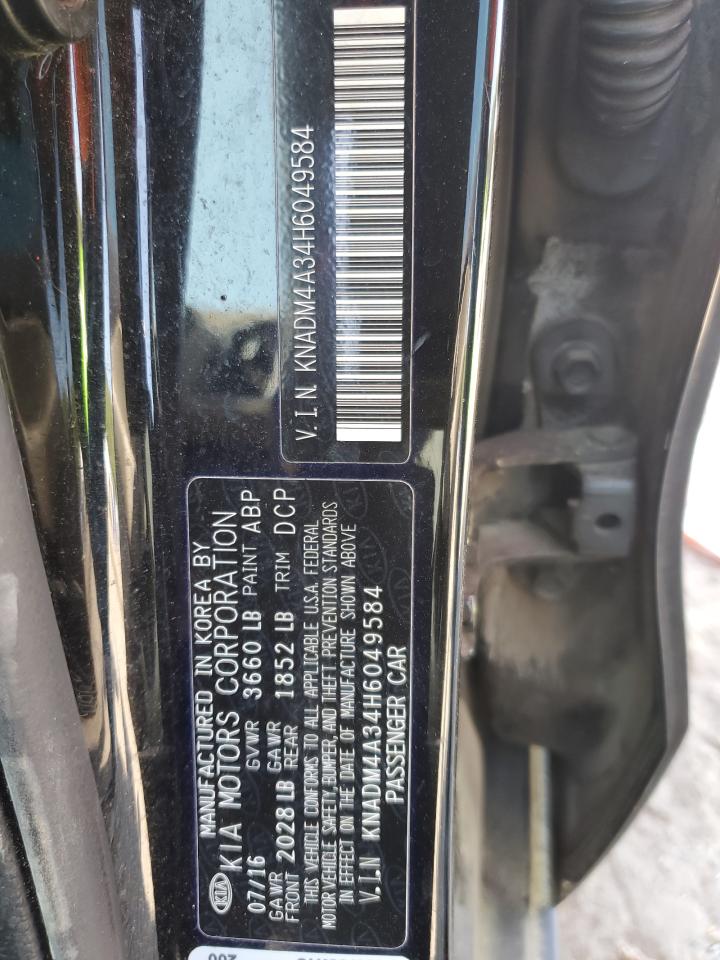 MANUFACTURED IN KOREA BY
KIA KIA MOTORS CORPORATION
07/16 GVWR 3660 LB PAINT ABP
GAWR FRONT 2028 LB GAWR REAR 1852 LB TRIM DCP
THIS VEHICLE CONFORMS TO ALL APPLICABLE U.S.A. FEDERAL
MOTOR VEHICLE SAFETY, BUMPER, AND THEFT PREVENTION STANDARDS
IN EFFECT ON THE DATE OF MANUFACTURE SHOWN ABOVE
V.I.N KNADM4A34H6049584
PASSENGER CAR
V.I.N KNADM4A34H6049584
200